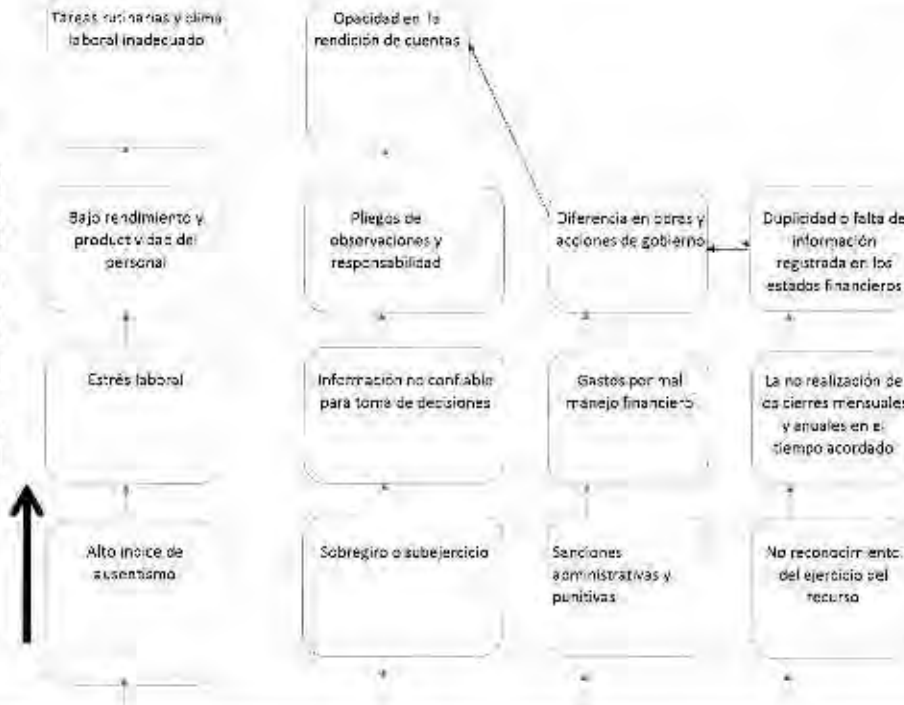 Tareas rutinarias y clima
laboral inadecuado
Opacidad en la
rendición de cuentas
Bajo rendimiento y
productividad del
personal
Pliegos de
observaciones y
responsabilidad
Diferencia en obras y
acciones de gobierno
Duplicidad o falta de
información
registrada en los
estados financieros
Estrés laboral
Información no confiable
para toma de decisiones
Gastos por mal
manejo financiero
La no realización de
os cierres mensuales
y anuales en el
tiempo acordado
Alto índice de
ausentismo
Sobregiro o subejercicio
Sanciones
administrativas y
punitivas
No reconocimiento
del ejercicio del
recurso